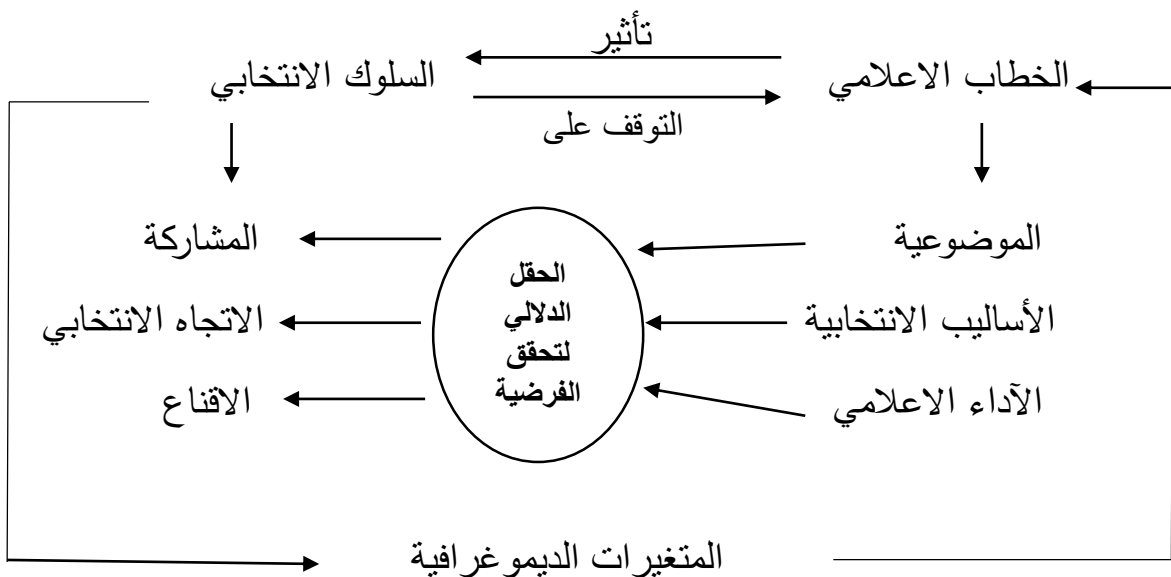 تأثير
الخطاب الاعلامي
السلوك الانتخابي
التوقف على
الموضوعية
المشاركة
الحقل
الدلالي
لتحقق
الفرضية
الأساليب الانتخابية
الاتجاه الانتخابي
الآداء الاعلامي
الاقناع
المتغيرات الديموغرافية